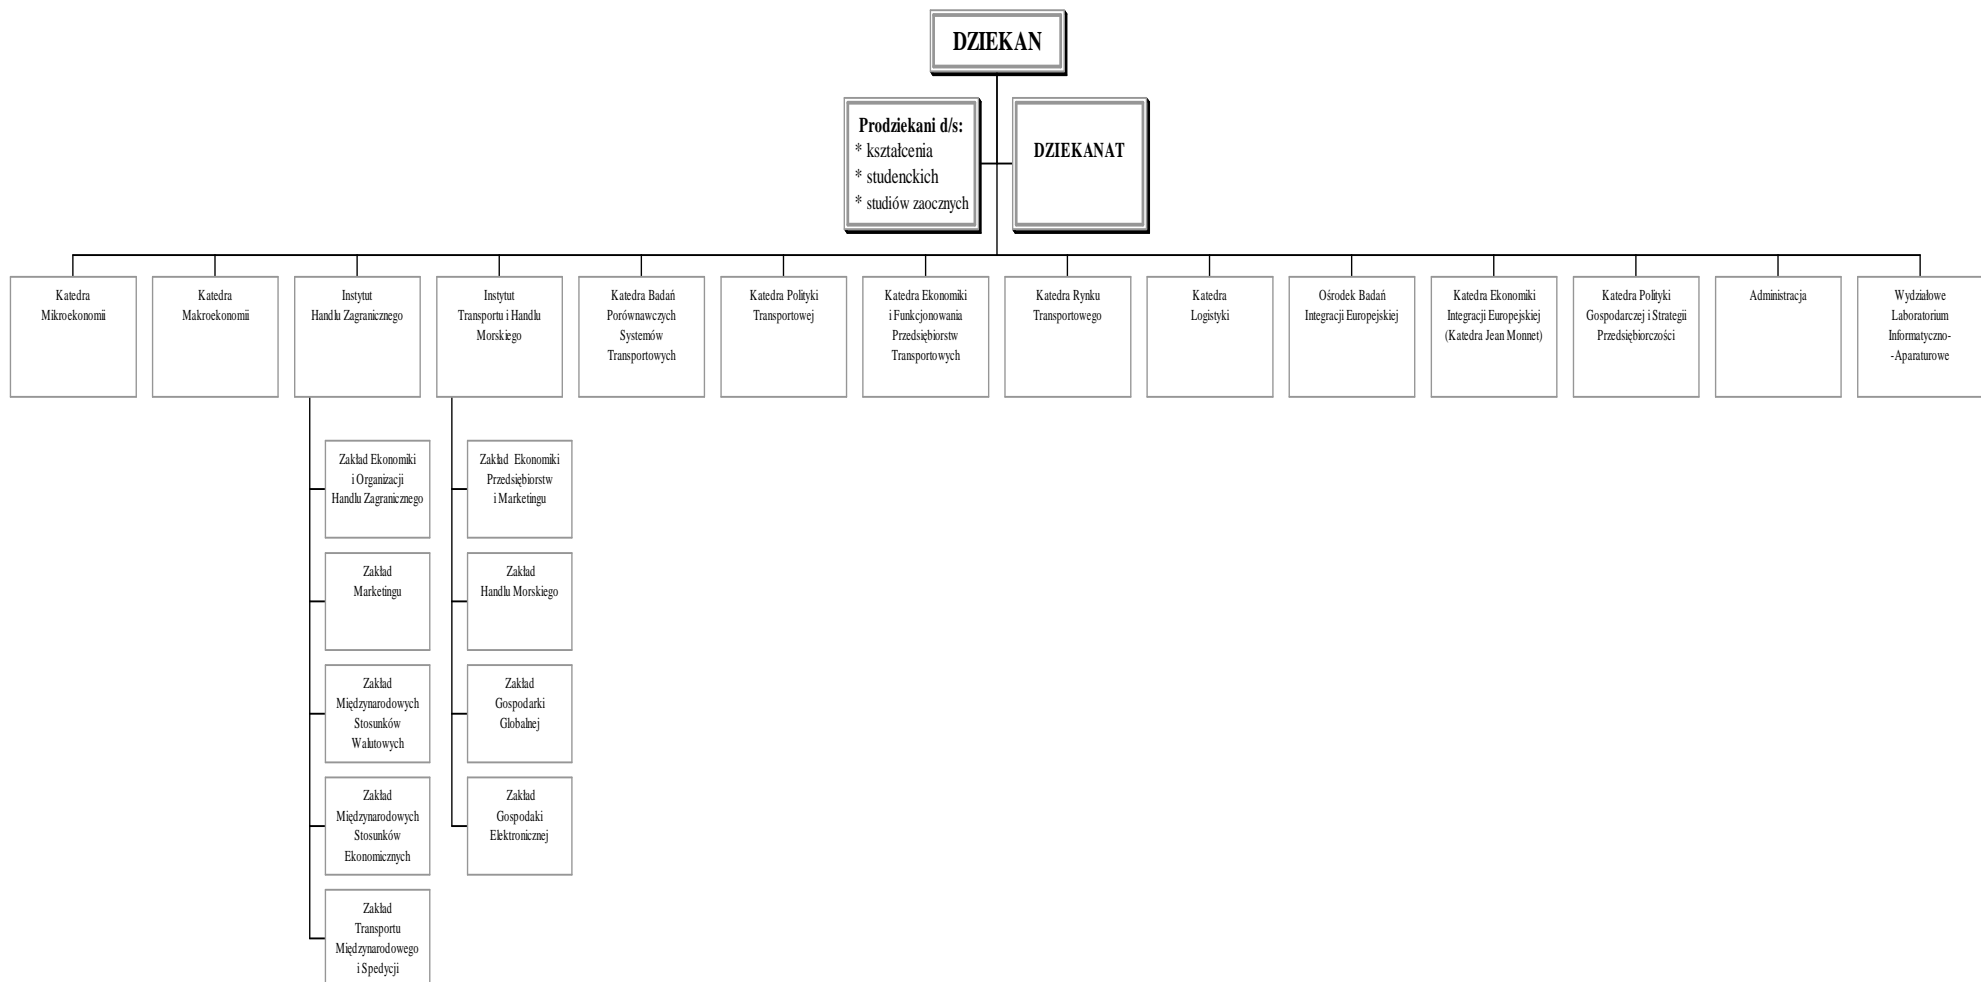 DZIEKAN
Prodziekani d/s:
* kształcenia
* studenckich
* studiów zaocznych
DZIEKANAT
Katedra
Mikroekonomii
Katedra
Makroekonomii
Instytut
Handlu Zagranicznego
Instytut
Transportu i Handlu
Morskiego
Katedra Badań
Porównawczych
Systemów
Transportowych
Katedra Polityki
Transportowej
Katedra Ekonomiki
i Funkcjonowania
Przedsiębiorstw
Transportowych
Katedra Rynku
Transportowego
Katedra
Logistyki
Ośrodek Badań
Integracji Europejskiej
Katedra Ekonomiki
Integracji Europejskiej
(Katedra Jean Monnet)
Katedra Polityki
Gospodarczej i Strategii
Przedsiębiorczości
Administracja
Wydziałowe
Laboratorium
Informatyczno-
-Aparaturowe
Zakład Ekonomiki
i Organizacji
Handlu Zagranicznego
Zakład
Marketingu
Zakład
Międzynarodowych
Stosunków
Walutowych
Zakład
Międzynarodowych
Stosunków
Ekonomicznych
Zakład
Transportu
Międzynarodowego
i Spedycji
Zakład Ekonomiki
Przedsiębiorstw
i Marketingu
Zakład
Handlu Morskiego
Zakład
Gospodarki
Globalnej
Zakład
Gospodaki
Elektronicznej